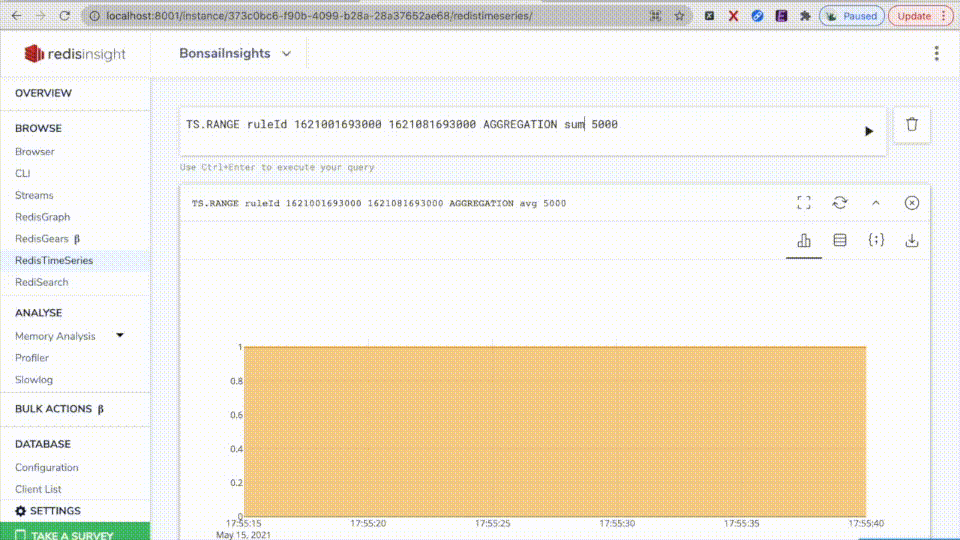 localhost:8001/instance/373c0bc6-f90b-4099-b28a-28a37652ae68/redistimeseries/
Paused
Update
redisinsight
BonsaiInsights
OVERVIEW
BROWSE
Browser
CLI
Streams
RedisGraph
RedisGears β
RedisTimeSeries
RediSearch
ANALYSE
Memory Analysis
Profiler
Slowlog
BULK ACTIONS β
DATABASE
Configuration
Client List
SETTINGS
TAKE A SURVEY
TS.RANGE ruleId 1621001693000 1621081693000 AGGREGATION sum 5000
Use Ctrl+Enter to execute your query
TS.RANGE ruleId 1621001693000 1621081693000 AGGREGATION avg 5000
1
0.8
0.6
0.4
0.2
0
17:55:15 17:55:20 17:55:25 17:55:30 17:55:35 17:55:40
May 15, 2021